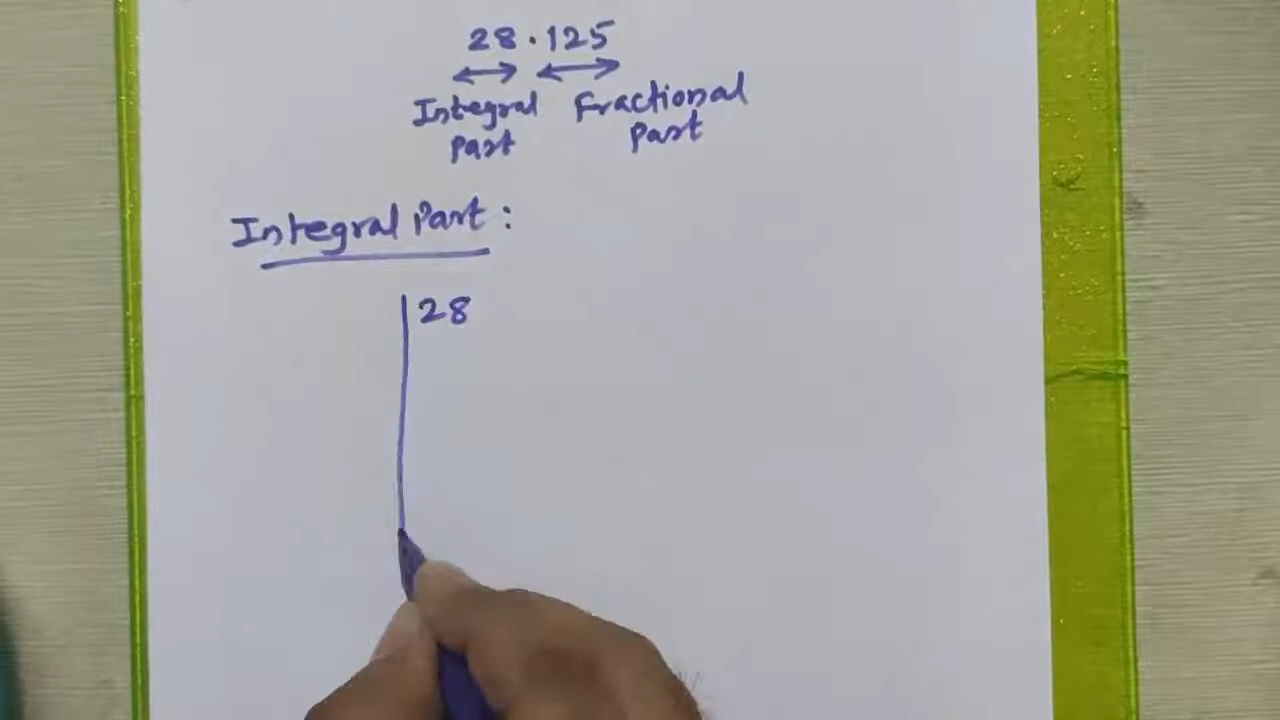 28.125
Integral Fractional
Part Part
Integral Part :
28